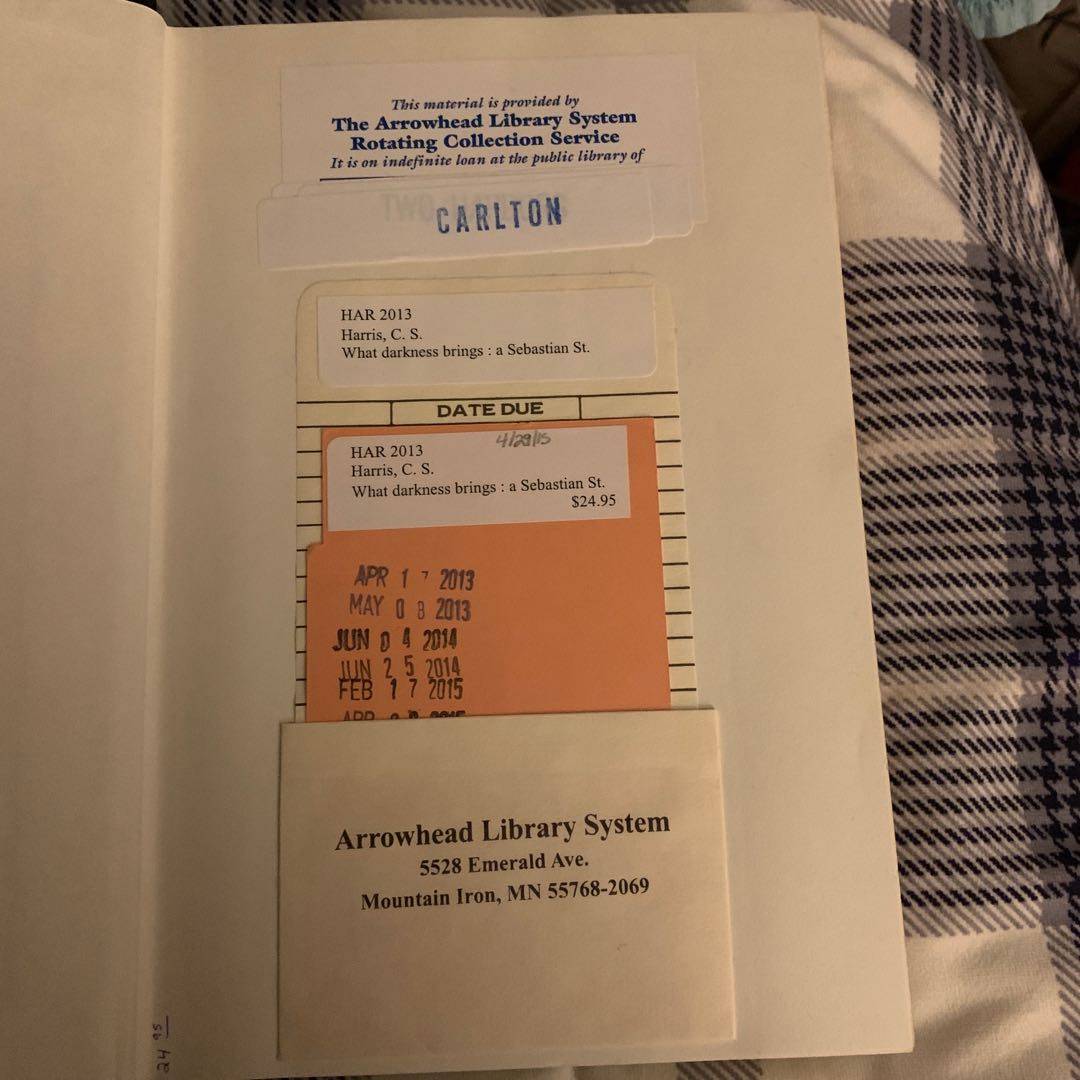 This material is provided by
The Arrowhead Library System
Rotating Collection Service
It is on indefinite loan at the public library of
TWO
CARLTON
HAR 2013
Harris, C. S.
What darkness brings : a Sebastian St.
DATE DUE
4/29/15
HAR 2013
Harris, C. S.
What darkness brings : a Sebastian St.
$24.95
APR 17 2013
MAY 08 2013
JUN 04 2014
JUN 25 2014
FEB 17 2015
APR
Arrowhead Library System
5528 Emerald Ave.
Mountain Iron, MN 55768-2069
24 95